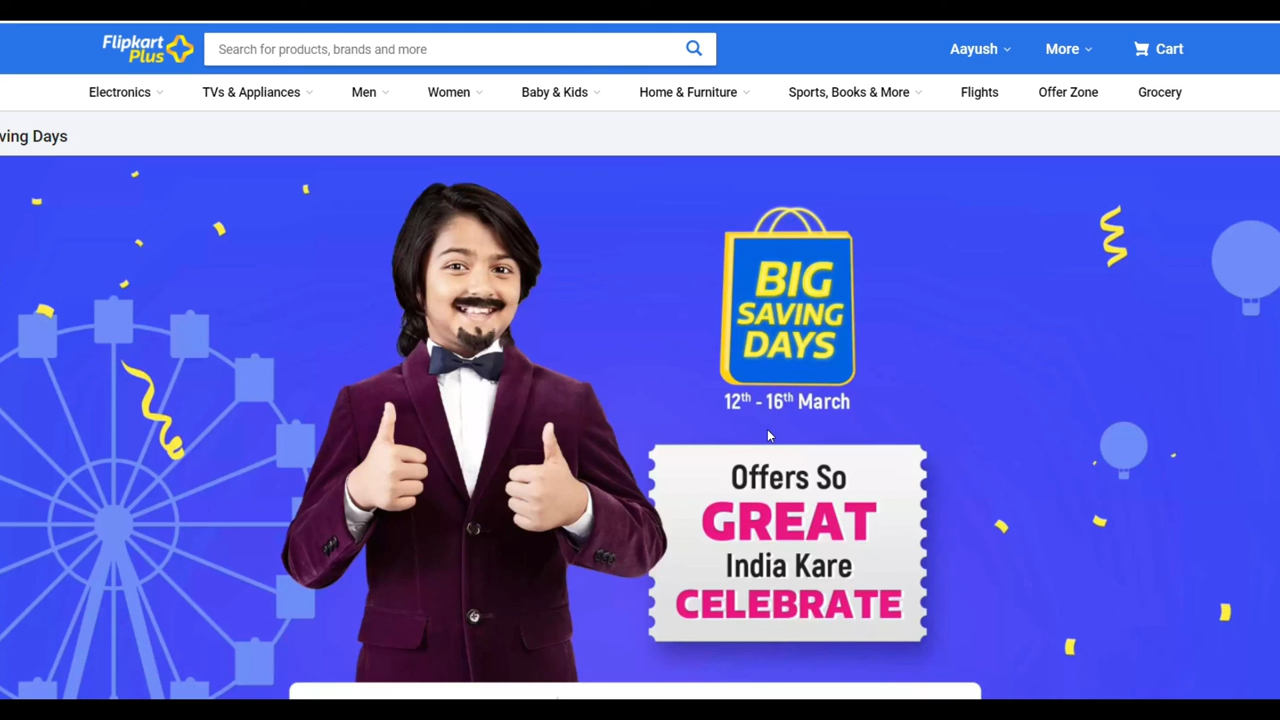 Flipkart
Plus
Search for products, brands and more
Aayush
More
Cart
Electronics
TVs & Appliances
Men
Women
Baby & Kids
Home & Furniture
Sports, Books & More
Flights
Offer Zone
Grocery
ving Days
BIG
SAVING
DAYS
12th - 16th March
Offers So
GREAT
India Kare
CELEBRATE